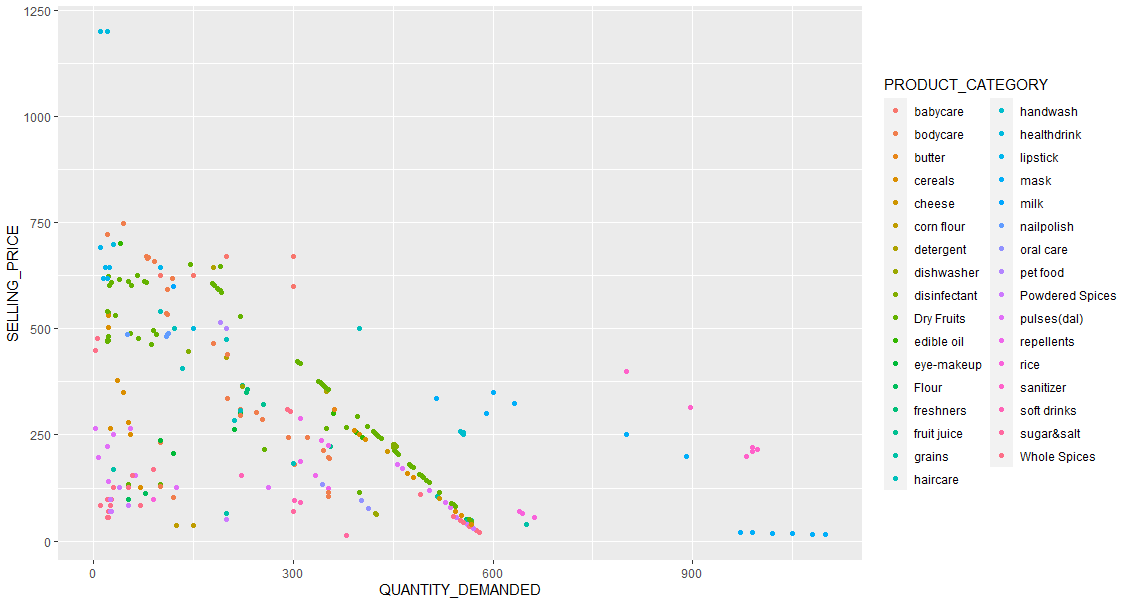 1250
1000
750
500
250
0
SELLING_PRICE
0 300 600 900
QUANTITY_DEMANDED
PRODUCT_CATEGORY
babycare
bodycare
butter
cereals
cheese
corn flour
detergent
dishwasher
disinfectant
Dry Fruits
edible oil
eye-makeup
Flour
freshners
fruit juice
grains
haircare
handwash
healthdrink
lipstick
mask
milk
nailpolish
oral care
pet food
Powdered Spices
pulses(dal)
repellents
rice
sanitizer
soft drinks
sugar&salt
Whole Spices